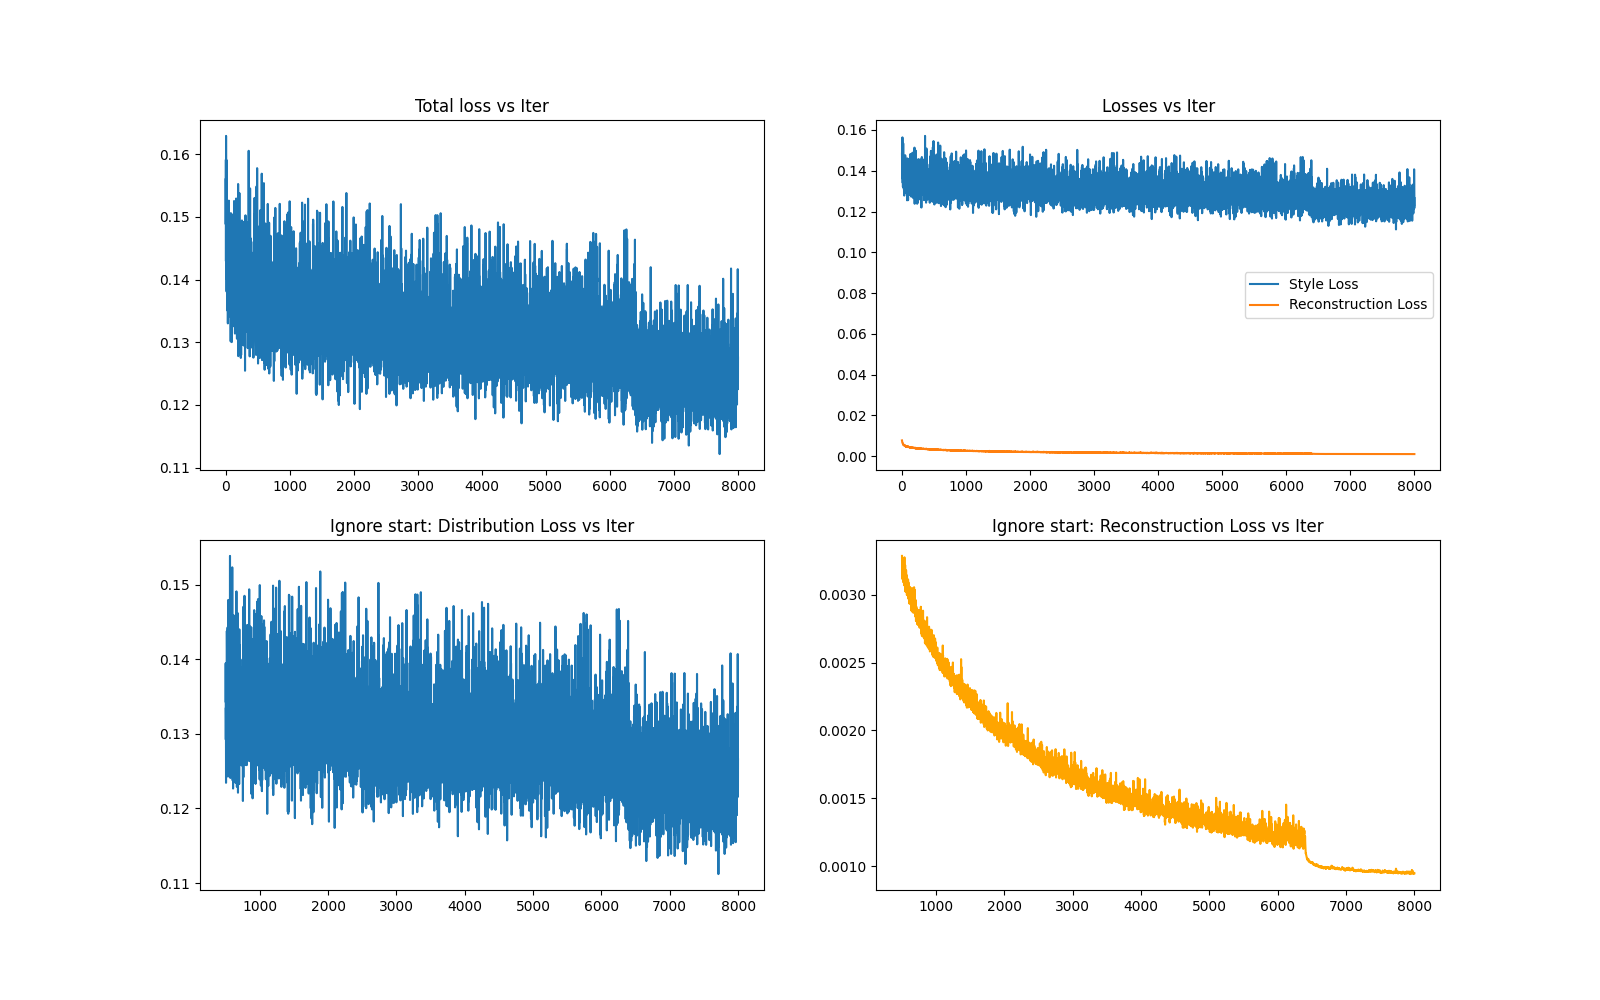 Total loss vs Iter
0.16
0.15
0.14
0.13
0.12
0.11
0 1000 2000 3000 4000 5000 6000 7000 8000
Losses vs Iter
0.16
0.14
0.12
0.10
0.08
0.06
0.04
0.02
0.00
Style Loss
Reconstruction Loss
0 1000 2000 3000 4000 5000 6000 7000 8000
Ignore start: Distribution Loss vs Iter
0.15
0.14
0.13
0.12
0.11
1000 2000 3000 4000 5000 6000 7000 8000
Ignore start: Reconstruction Loss vs Iter
0.0030
0.0025
0.0020
0.0015
0.0010
1000 2000 3000 4000 5000 6000 7000 8000